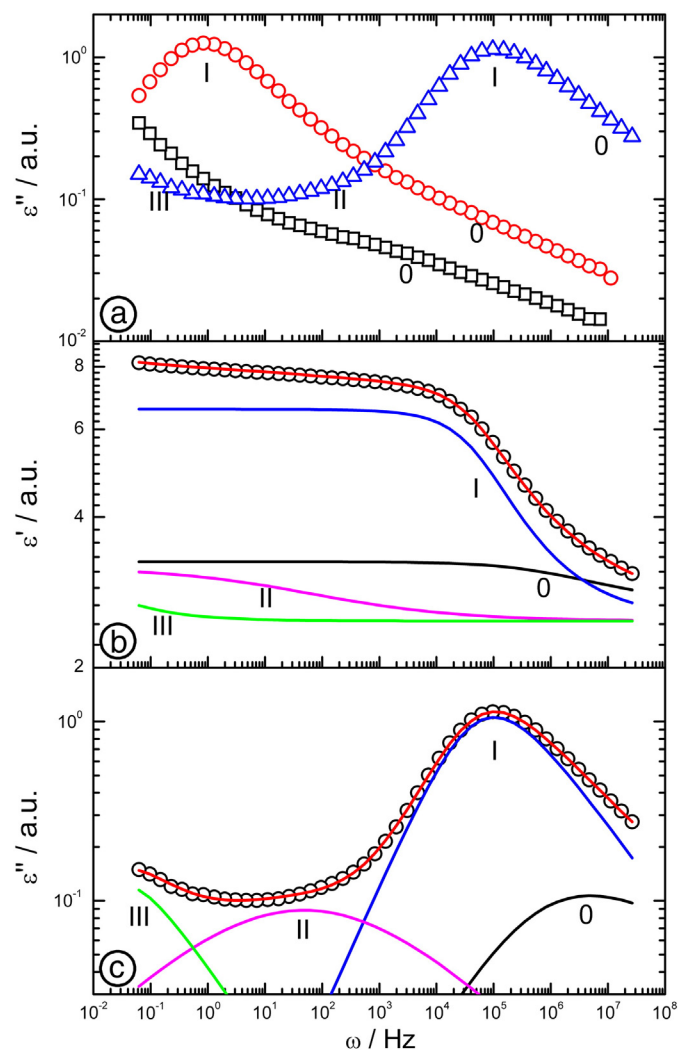 10⁰
I
I
0
ε" / a.u.
10⁻¹
III
II
0
0
a
10⁻²
8
6
I
ε' / a.u.
4
0
II
III
b
2
10⁰
I
ε" / a.u.
10⁻¹
III
II
0
c
10⁻² 10⁻¹ 10⁰ 10¹ 10² 10³ 10⁴ 10⁵ 10⁶ 10⁷ 10⁸
ω / Hz